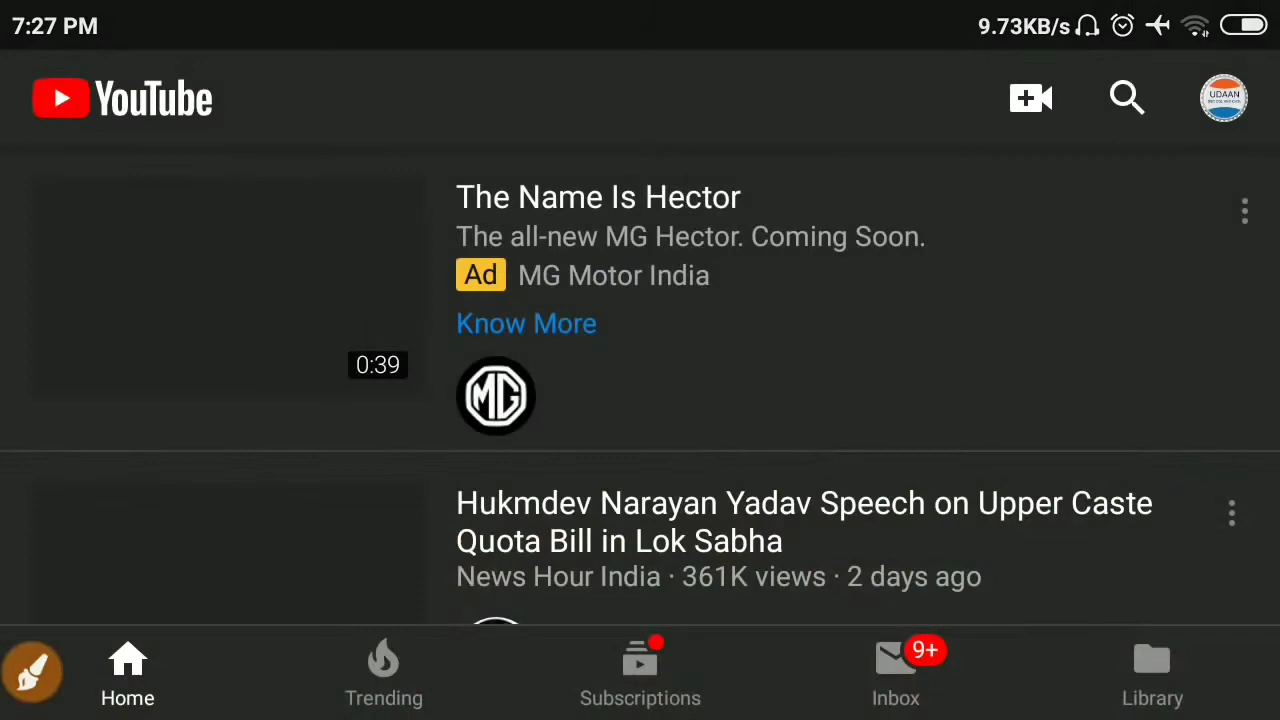 7:27 PM
9.73KB/s
YouTube
UDAAN
The Name Is Hector
The all-new MG Hector. Coming Soon.
Ad MG Motor India
Know More
0:39
MG
Hukmdev Narayan Yadav Speech on Upper Caste
Quota Bill in Lok Sabha
News Hour India · 361K views · 2 days ago
9+
Home
Trending
Subscriptions
Inbox
Library